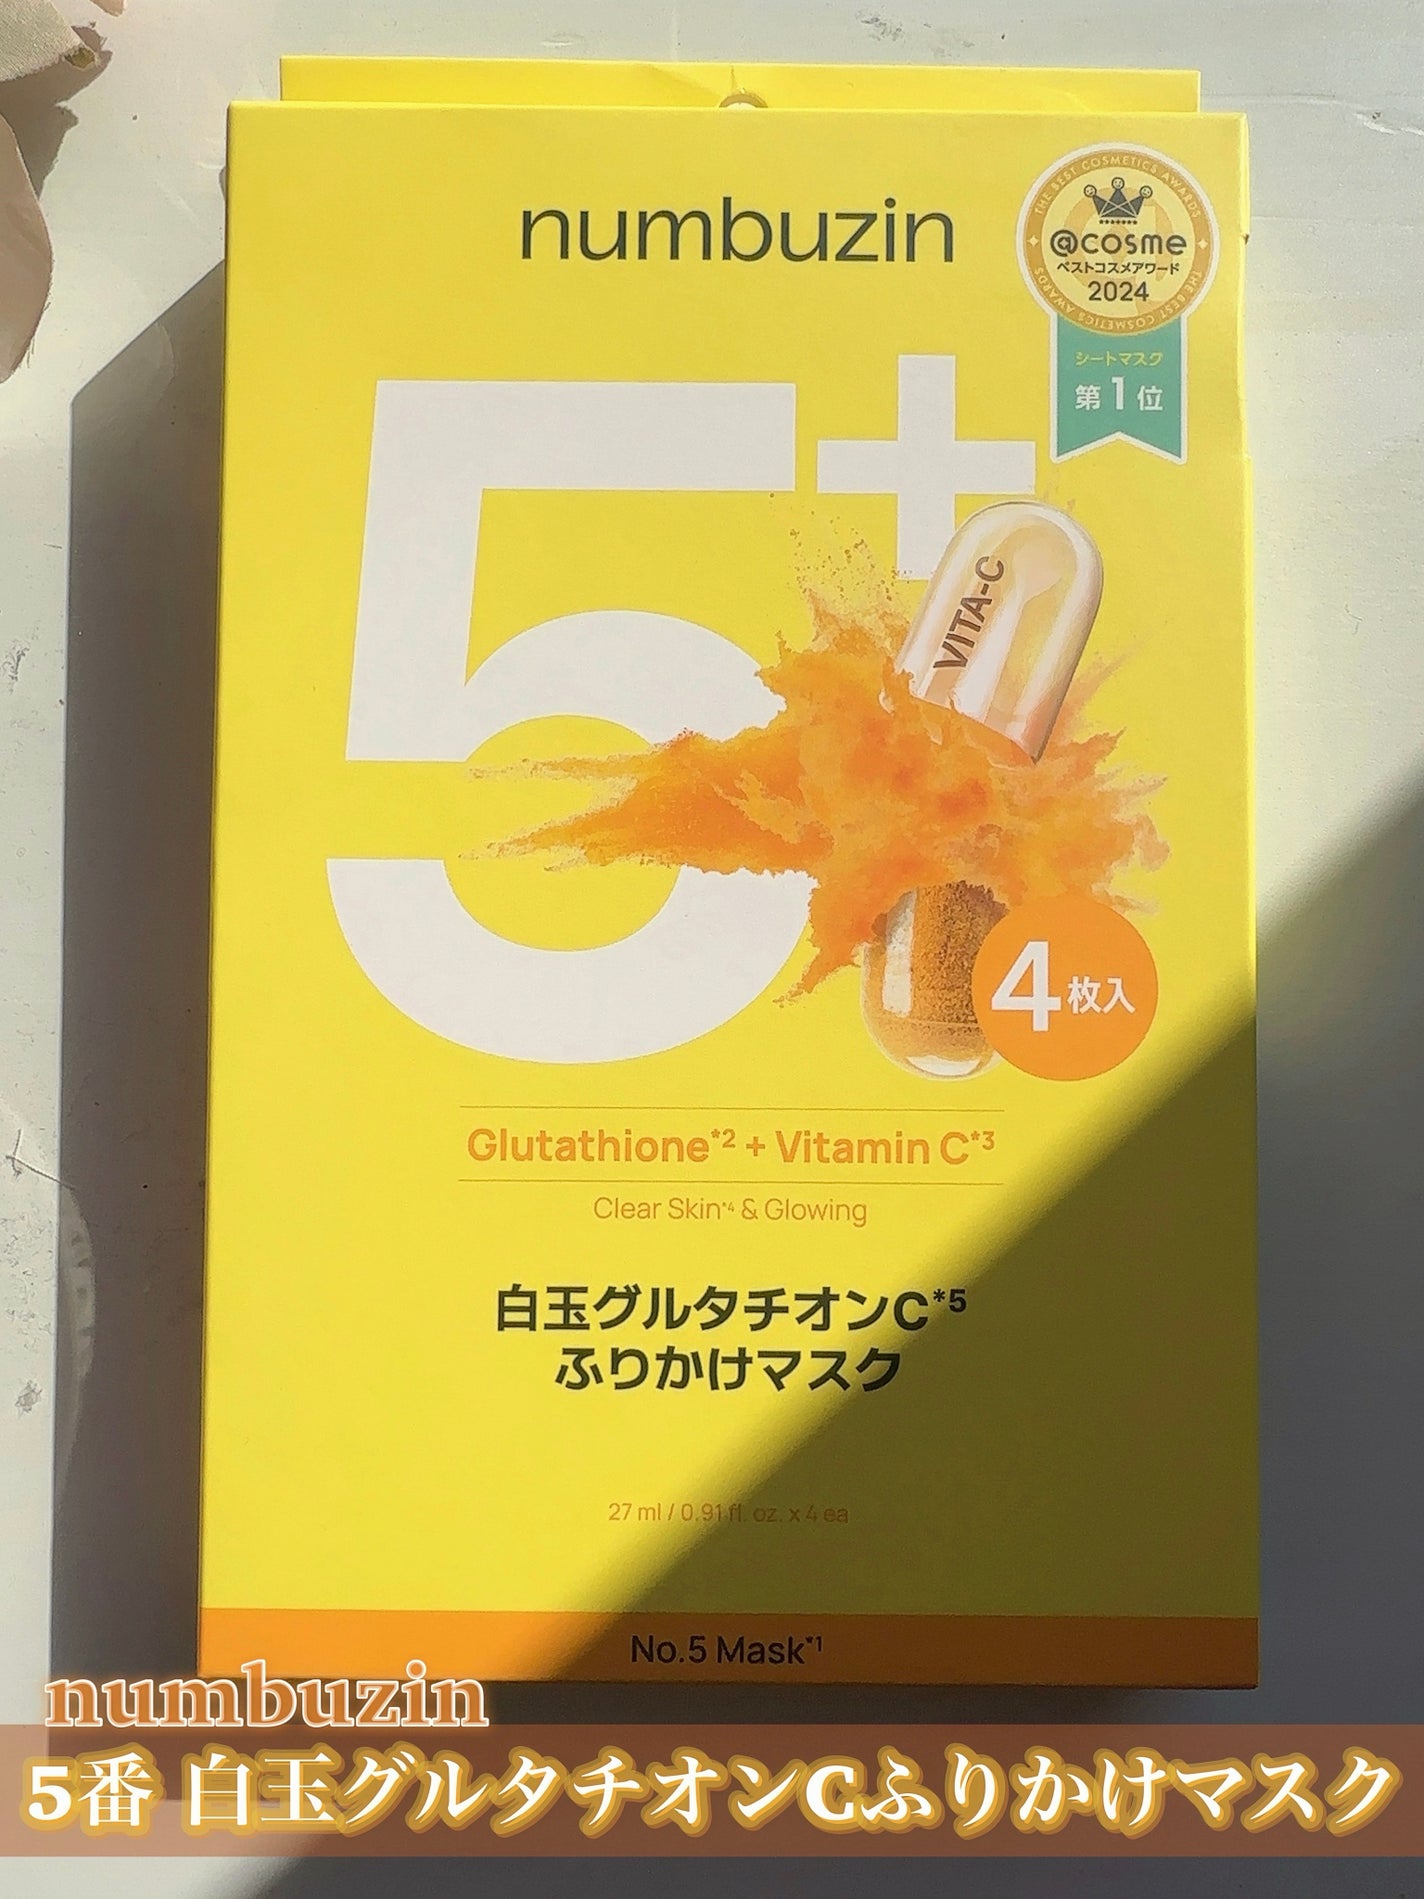 numbuzin
THE BEST COSMETICS AWARDS
@cosme
ベストコスメアワード
2024
THE BEST COSMETICS AWARDS
シートマスク
第1位
5+
VITA-C
4枚入
Glutathione*2 + Vitamin C*3
Clear Skin*4 & Glowing
白玉グルタチオンC*5
ふりかけマスク
27 ml / 0.91 fl. oz. x 4 ea
No.5 Mask*1
numbuzin
5番 白玉グルタチオンCふりかけマスク